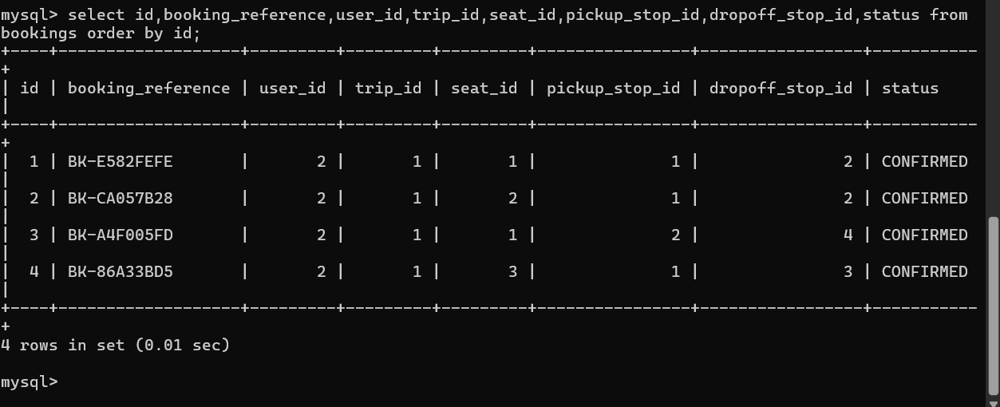 mysql> select id,booking_reference,user_id,trip_id,seat_id,pickup_stop_id,dropoff_stop_id,status from
bookings order by id;
+----+-------------------+---------+---------+---------+----------------+-----------------+-----------
+
| id | booking_reference | user_id | trip_id | seat_id | pickup_stop_id | dropoff_stop_id | status
|
+----+-------------------+---------+---------+---------+----------------+-----------------+-----------
+
|  1 | BK-E582FEFE       |       2 |       1 |       1 |              1 |               2 | CONFIRMED
|
|  2 | BK-CA057B28       |       2 |       1 |       2 |              1 |               2 | CONFIRMED
|
|  3 | BK-A4F005FD       |       2 |       1 |       1 |              2 |               4 | CONFIRMED
|
|  4 | BK-86A33BD5       |       2 |       1 |       3 |              1 |               3 | CONFIRMED
|
+----+-------------------+---------+---------+---------+----------------+-----------------+-----------
+
4 rows in set (0.01 sec)
mysql>